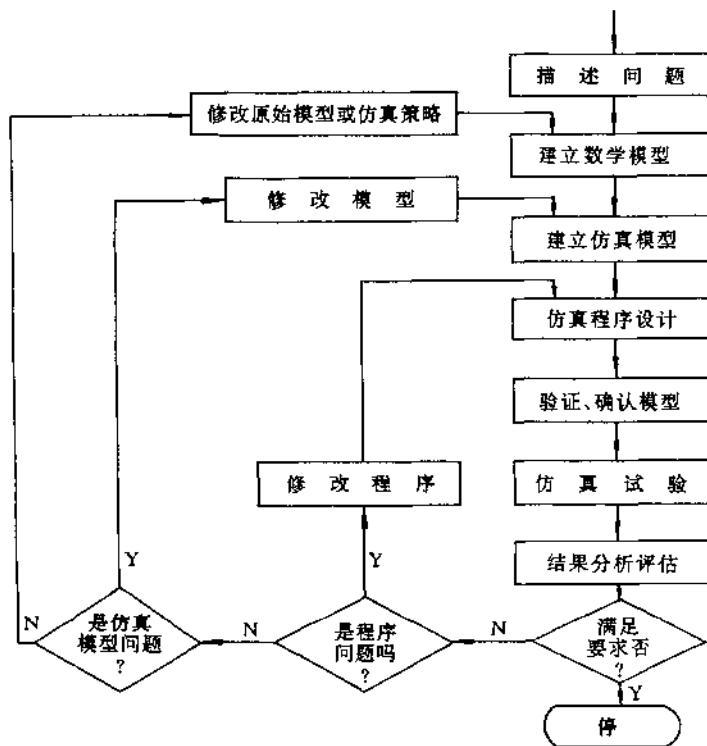 描述问题
修改原始模型或仿真策略
建立数学模型
修改模型
建立仿真模型
仿真程序设计
验证、确认模型
修改程序
仿真试验
结果分析评估
Y
Y
N
是仿真
模型问题
?
N
是程序
问题吗
?
N
满足
要求否
?
Y
停